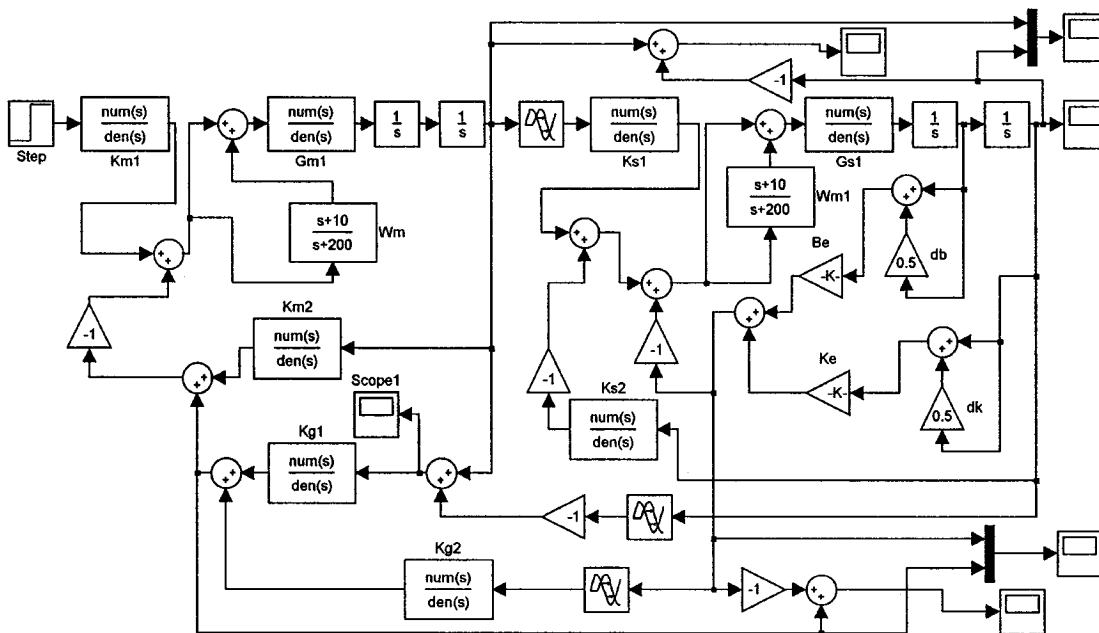 -1
num(s)
den(s)
Km1
Step
num(s)
den(s)
Gm1
1
s
1
s
num(s)
den(s)
Ks1
num(s)
den(s)
Gs1
1
s
1
s
s+10
s+200
Wm
s+10
s+200
Wm1
Be
-K-
0.5
db
-1
Km2
num(s)
den(s)
-1
-1
Ks2
num(s)
den(s)
Ke
-K-
0.5
dk
Scope1
Kg1
num(s)
den(s)
-1
Kg2
num(s)
den(s)
-1